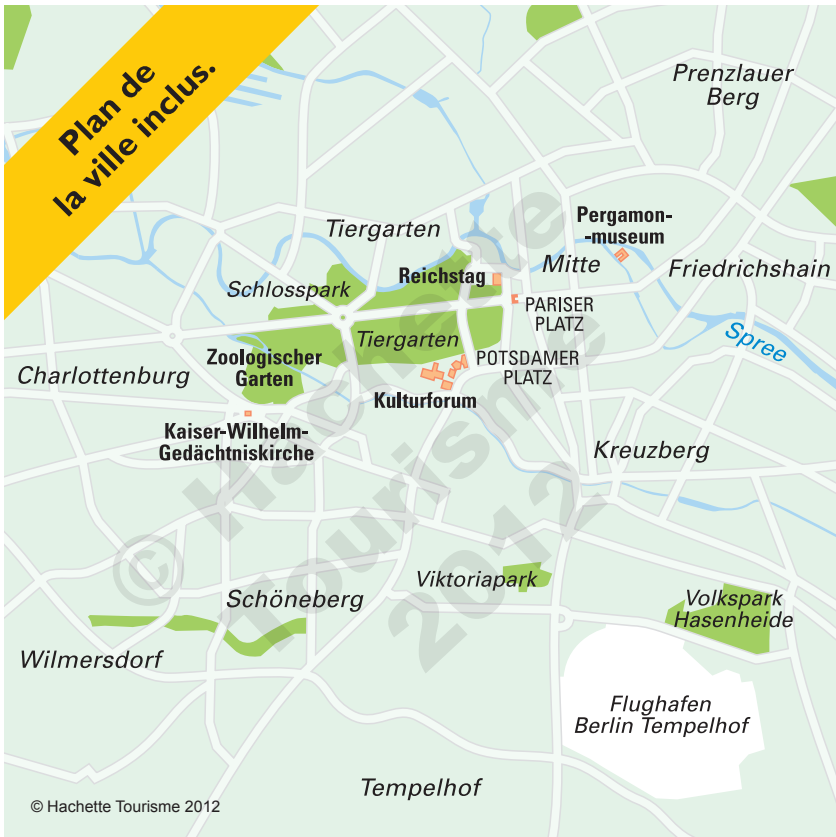 Plan de
la ville inclus.
Prenzlauer
Berg
Tiergarten
Pergamon-
-museum
Mitte
Friedrichshain
Reichstag
Schlosspark
PARISER
PLATZ
Spree
Tiergarten
Zoologischer
Garten
POTSDAMER
PLATZ
Charlottenburg
Kulturforum
Kaiser-Wilhelm-
Gedächtniskirche
Kreuzberg
Viktoriapark
Schöneberg
Volkspark
Hasenheide
Wilmersdorf
Flughafen
Berlin Tempelhof
Tempelhof
© Hachette Tourisme 2012
© Hachette
Tourisme
2012